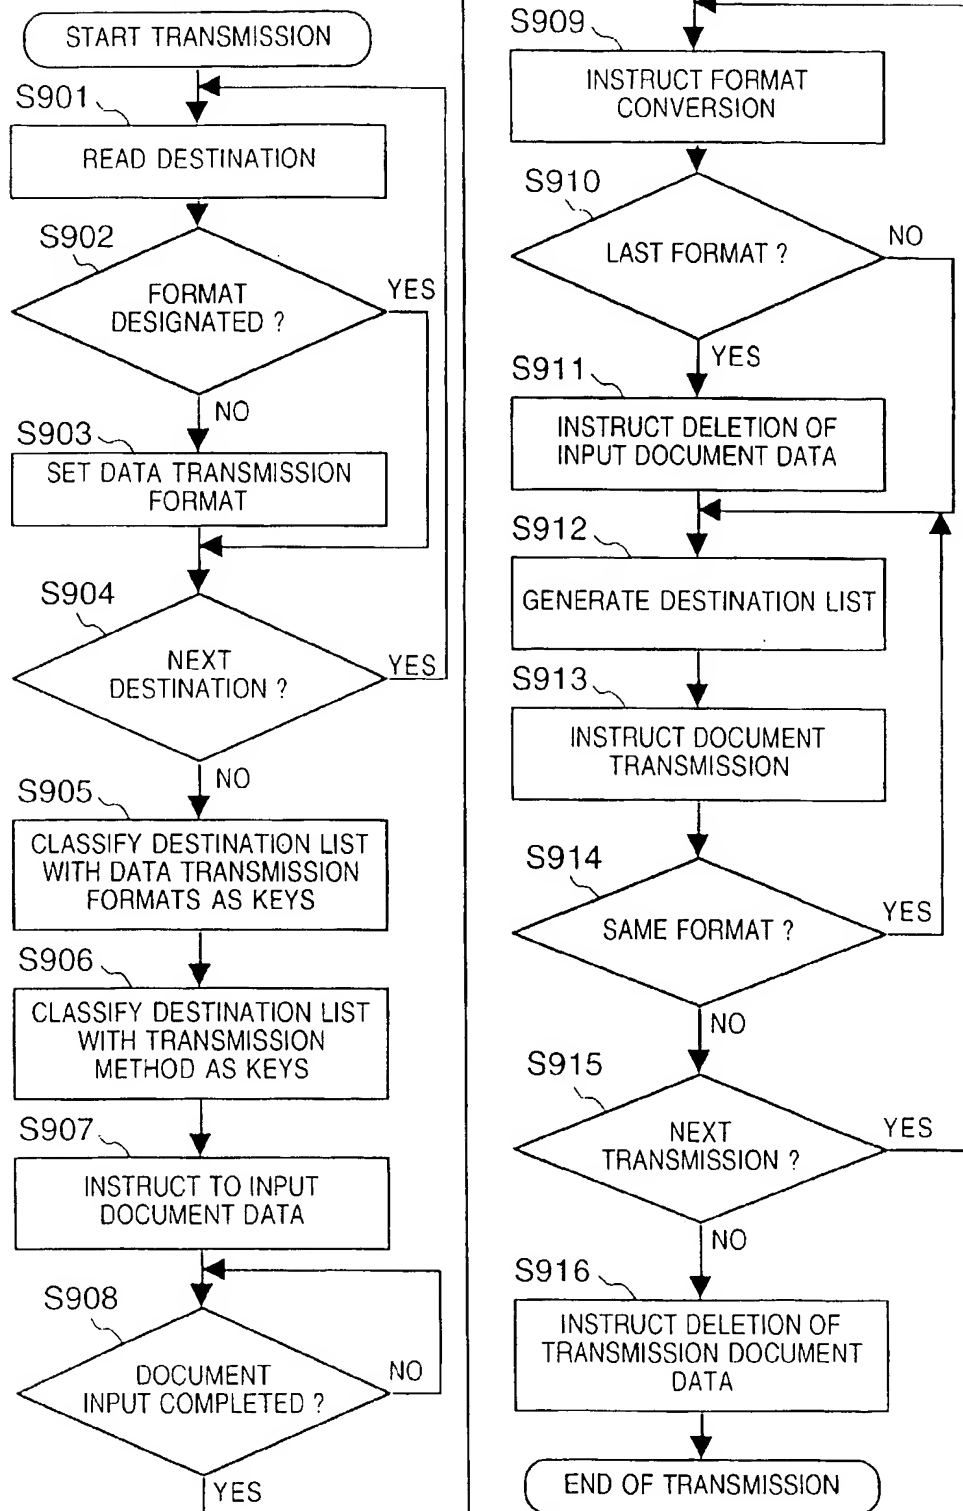 START TRANSMISSION
S901
READ DESTINATION
S902
FORMAT
DESIGNATED ?
YES
NO
S903
SET DATA TRANSMISSION
FORMAT
S904
NEXT
DESTINATION ?
YES
NO
S905
CLASSIFY DESTINATION LIST
WITH DATA TRANSMISSION
FORMATS AS KEYS
S906
CLASSIFY DESTINATION LIST
WITH TRANSMISSION
METHOD AS KEYS
S907
INSTRUCT TO INPUT
DOCUMENT DATA
S908
DOCUMENT
INPUT COMPLETED ?
NO
YES
S909
INSTRUCT FORMAT
CONVERSION
S910
LAST FORMAT ?
NO
YES
S911
INSTRUCT DELETION OF
INPUT DOCUMENT DATA
S912
GENERATE DESTINATION LIST
S913
INSTRUCT DOCUMENT
TRANSMISSION
S914
SAME FORMAT ?
YES
NO
S915
NEXT
TRANSMISSION ?
YES
NO
S916
INSTRUCT DELETION OF
TRANSMISSION DOCUMENT
DATA
END OF TRANSMISSION